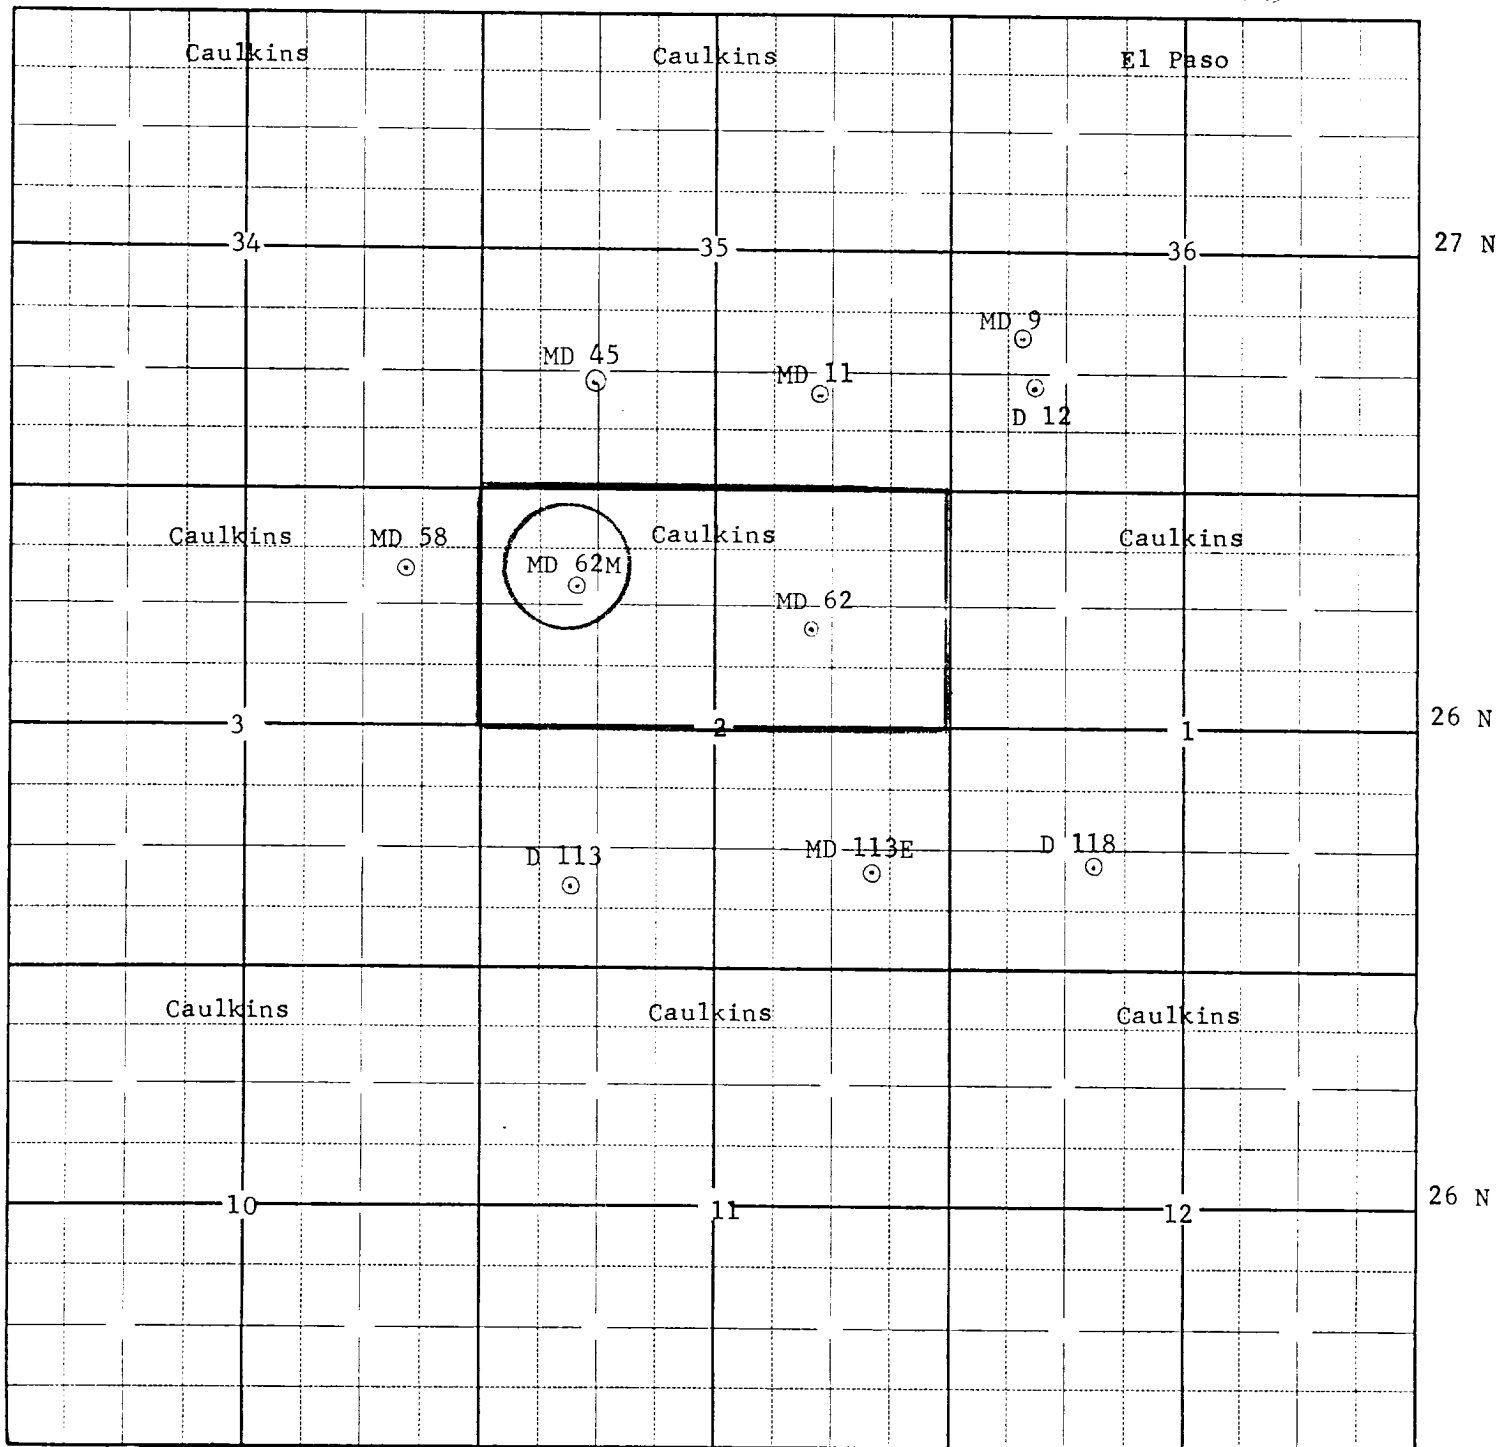 Caulkins Caulkins El Paso
34 35 36 27 N
MD 9
MD 45 MD 11
D 12
Caulkins MD 58 Caulkins Caulkins
MD 62M
MD 62
3 2 1 26 N
D 113 MD 113E D 118
Caulkins Caulkins Caulkins
10 11 12 26 N